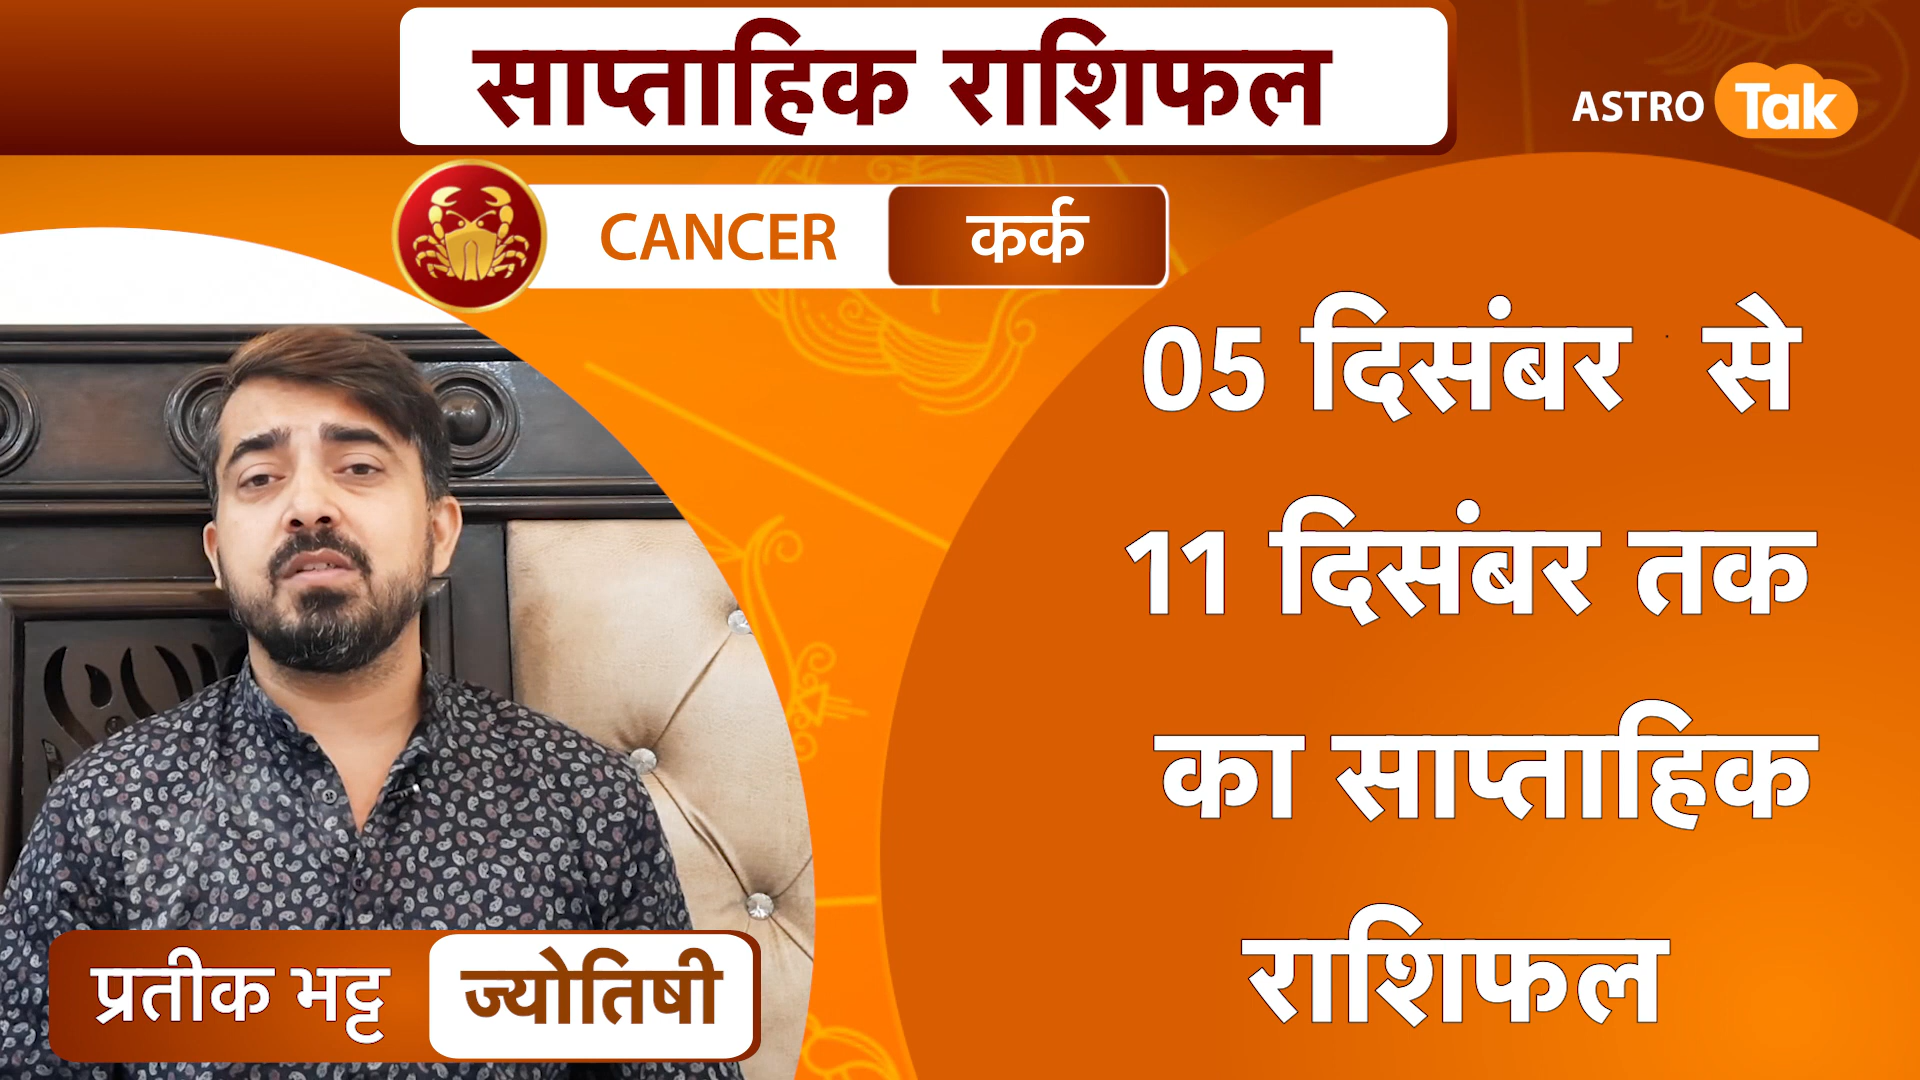 साप्ताहिक राशिफल
ASTRO Tak
CANCER कर्क
05 दिसंबर से
11 दिसंबर तक
का साप्ताहिक
राशिफल
प्रतीक भट्ट ज्योतिषी